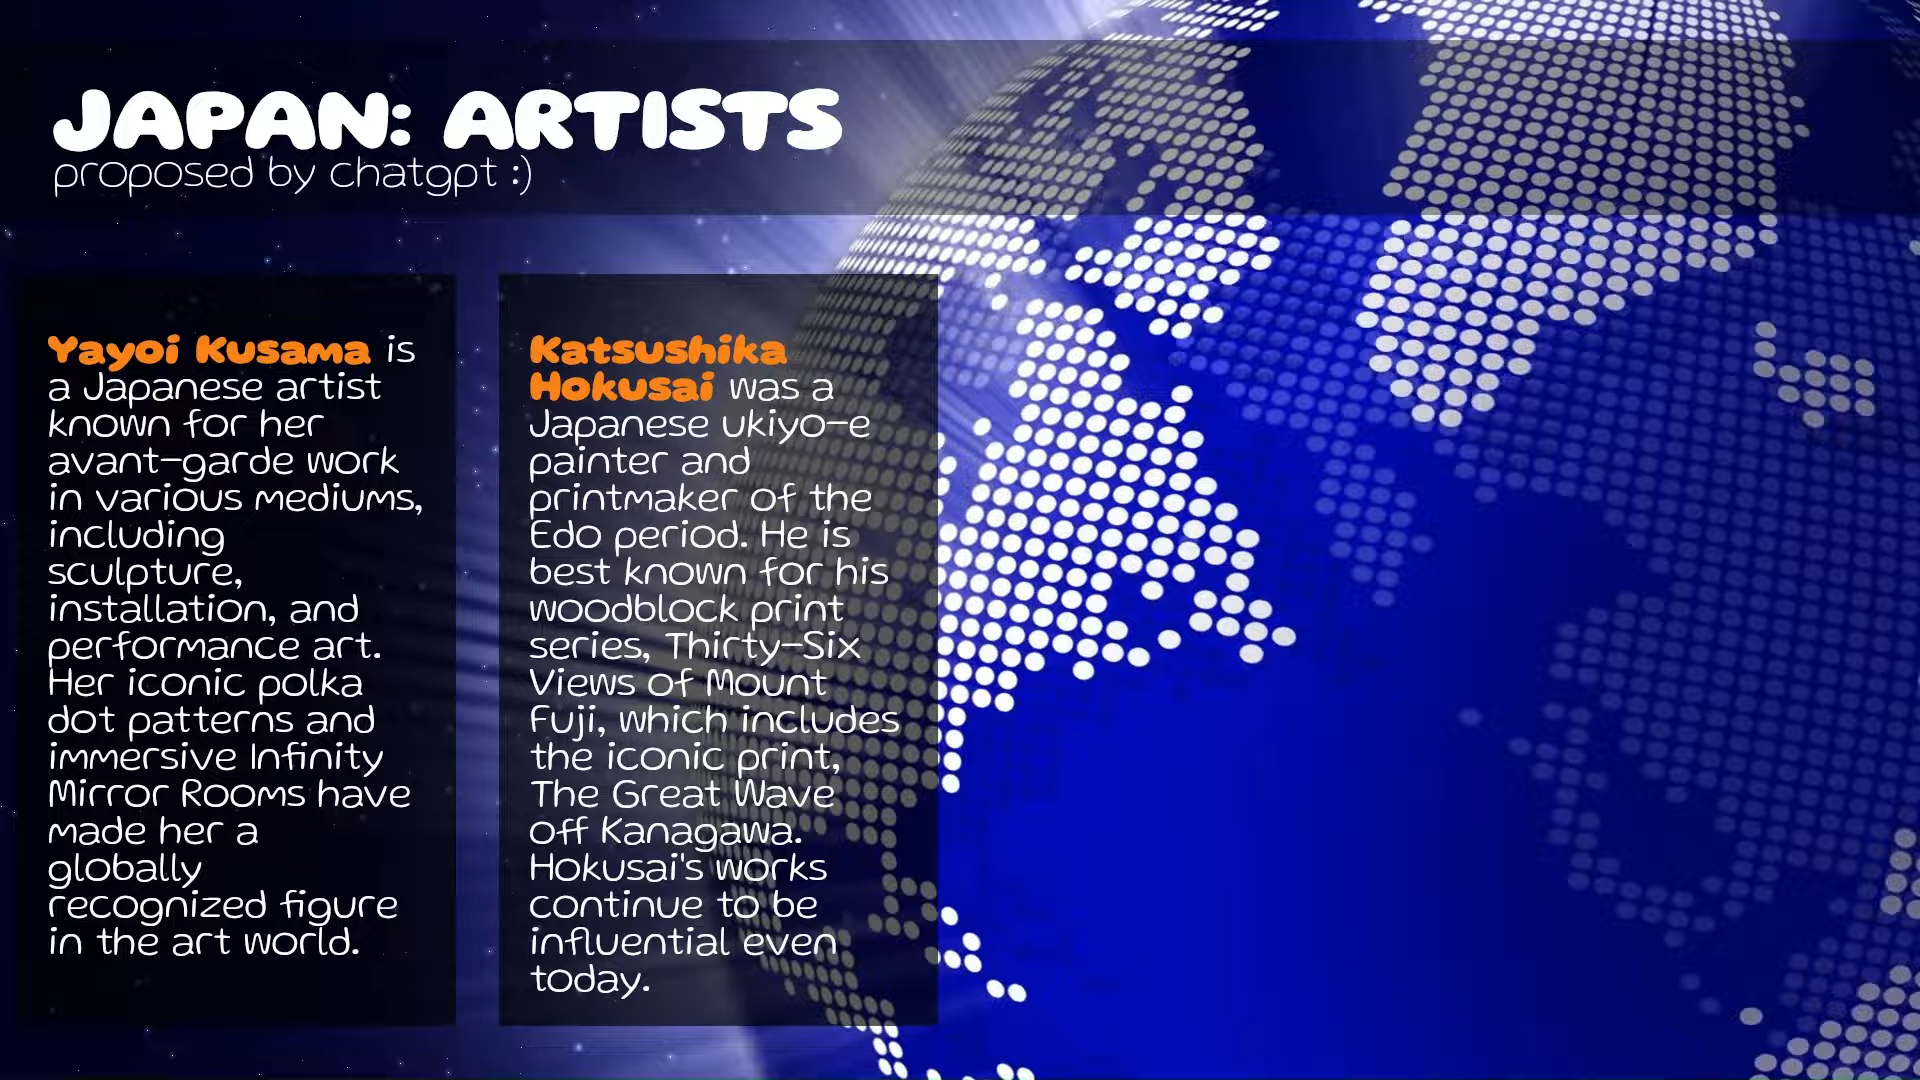 JAPAN: ARTISTS
proposed by chatgpt :)
Yayoi Kusama is
a Japanese artist
known for her
avant-garde work
in various mediums,
including
sculpture,
installation, and
performance art.
Her iconic polka
dot patterns and
immersive Infinity
Mirror Rooms have
made her a
globally
recognized figure
in the art world.
Katsushika
Hokusai was a
Japanese ukiyo-e
painter and
printmaker of the
Edo period. He is
best known for his
woodblock print
series, Thirty-Six
Views of Mount
Fuji, which includes
the iconic print,
The Great Wave
off Kanagawa.
Hokusai's works
continue to be
influential even
today.